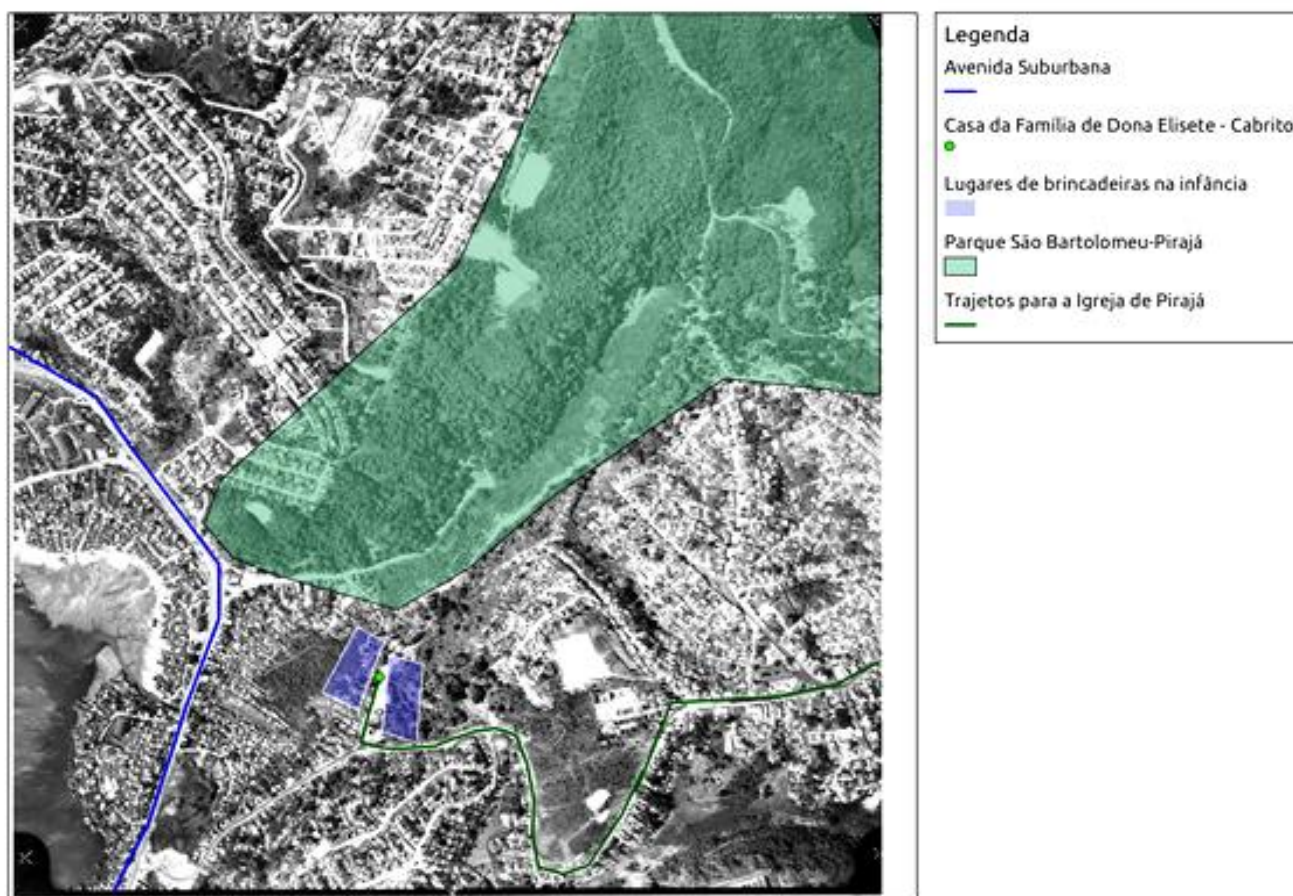 Legenda
Avenida Suburbana
Casa da Família de Dona Elisete - Cabrito
Lugares de brincadeiras na infância
Parque São Bartolomeu-Pirajá
Trajetos para a Igreja de Pirajá